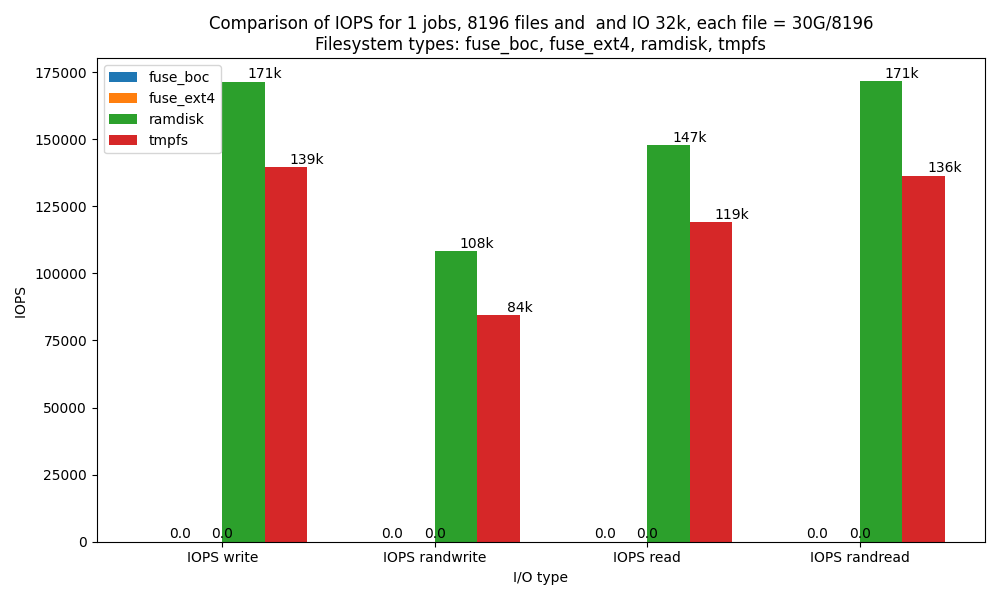 Comparison of IOPS for 1 jobs, 8196 files and  and IO 32k, each file = 30G/8196
Filesystem types: fuse_boc, fuse_ext4, ramdisk, tmpfs
fuse_boc
fuse_ext4
ramdisk
tmpfs
IOPS
175000
150000
125000
100000
75000
50000
25000
0
0.0
0.0
171k
139k
0.0
0.0
108k
84k
0.0
0.0
147k
119k
0.0
0.0
171k
136k
IOPS write
IOPS randwrite
IOPS read
IOPS randread
I/O type